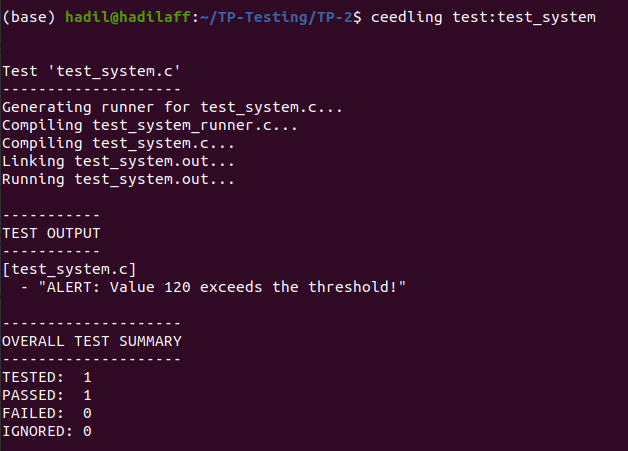 (base) hadil@hadilaff:~/TP-Testing/TP-2$ ceedling test:test_system
Test 'test_system.c'
--------------------
Generating runner for test_system.c...
Compiling test_system_runner.c...
Compiling test_system.c...
Linking test_system.out...
Running test_system.out...
-----------
TEST OUTPUT
-----------
[test_system.c]
  - "ALERT: Value 120 exceeds the threshold!"
--------------------
OVERALL TEST SUMMARY
--------------------
TESTED:  1
PASSED:  1
FAILED:  0
IGNORED: 0